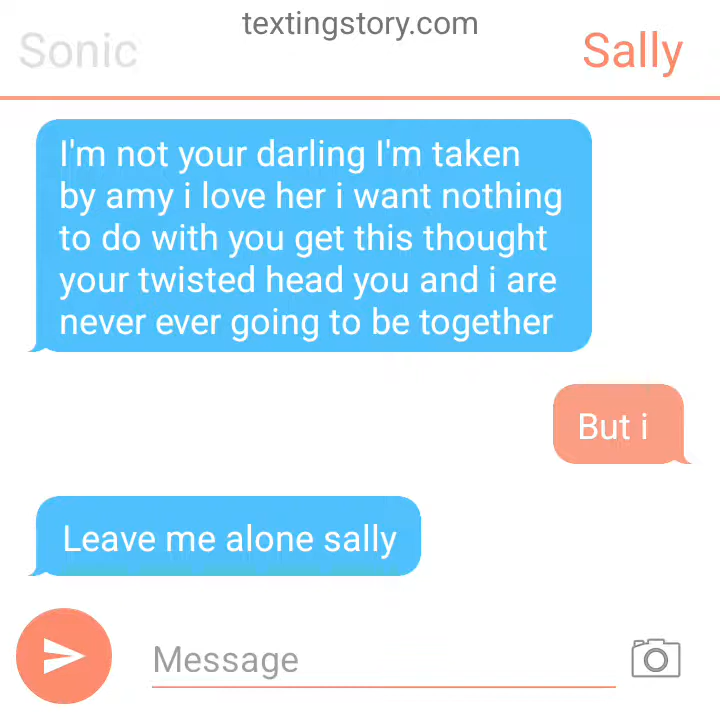 textingstory.com
Sonic
Sally
I'm not your darling I'm taken
by amy i love her i want nothing
to do with you get this thought
your twisted head you and i are
never ever going to be together
But i
Leave me alone sally
Message